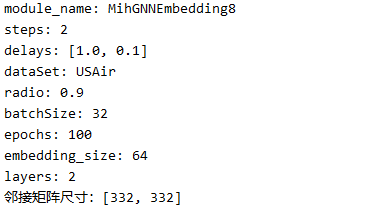 module_name: MihGNNEmbedding8
steps: 2
delays: [1.0, 0.1]
dataSet: USAir
radio: 0.9
batchSize: 32
epochs: 100
embedding_size: 64
layers: 2
邻接矩阵尺寸: [332, 332]